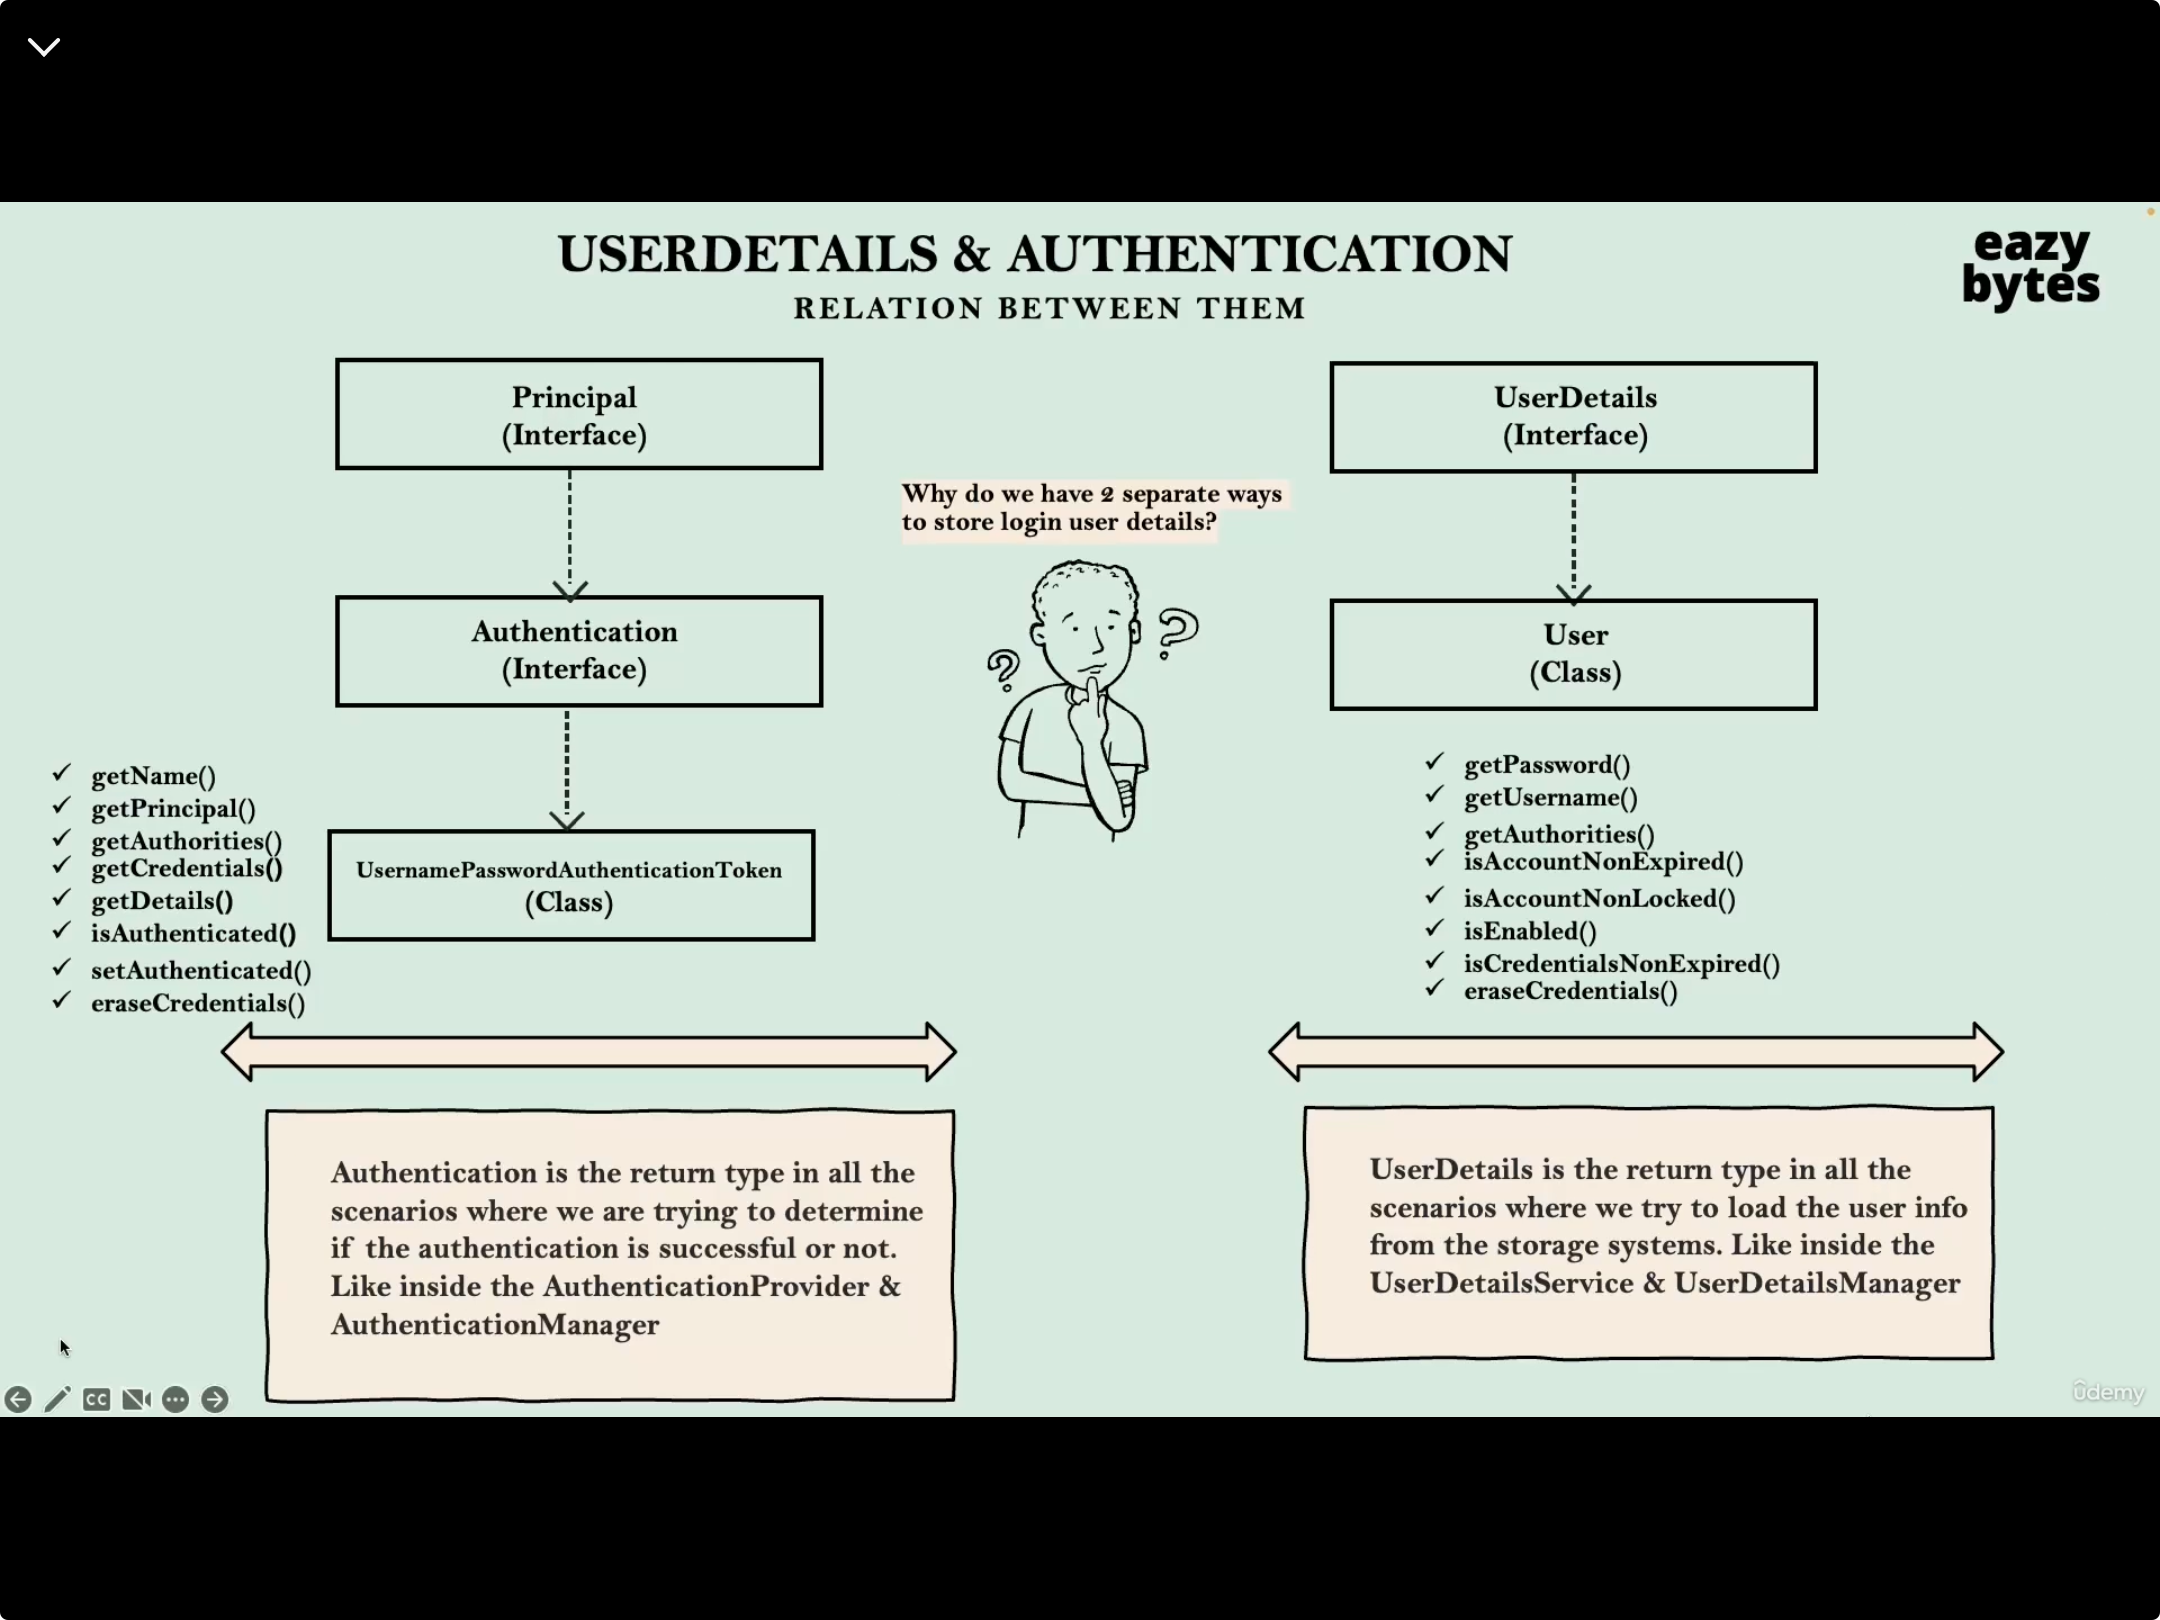 USERDETAILS & AUTHENTICATION
RELATION BETWEEN THEM
eazy
bytes
Principal
(Interface)
UserDetails
(Interface)
Why do we have 2 separate ways
to store login user details?
Authentication
(Interface)
User
(Class)
?
?
✓ getName()
✓ getPrincipal()
✓ getAuthorities()
✓ getCredentials()
✓ getDetails()
✓ isAuthenticated()
✓ setAuthenticated()
✓ eraseCredentials()
UsernamePasswordAuthenticationToken
(Class)
✓ getPassword()
✓ getUsername()
✓ getAuthorities()
✓ isAccountNonExpired()
✓ isAccountNonLocked()
✓ isEnabled()
✓ isCredentialsNonExpired()
✓ eraseCredentials()
Authentication is the return type in all the
scenarios where we are trying to determine
if the authentication is successful or not.
Like inside the AuthenticationProvider &
AuthenticationManager
UserDetails is the return type in all the
scenarios where we try to load the user info
from the storage systems. Like inside the
UserDetailsService & UserDetailsManager
CC
ûdemy